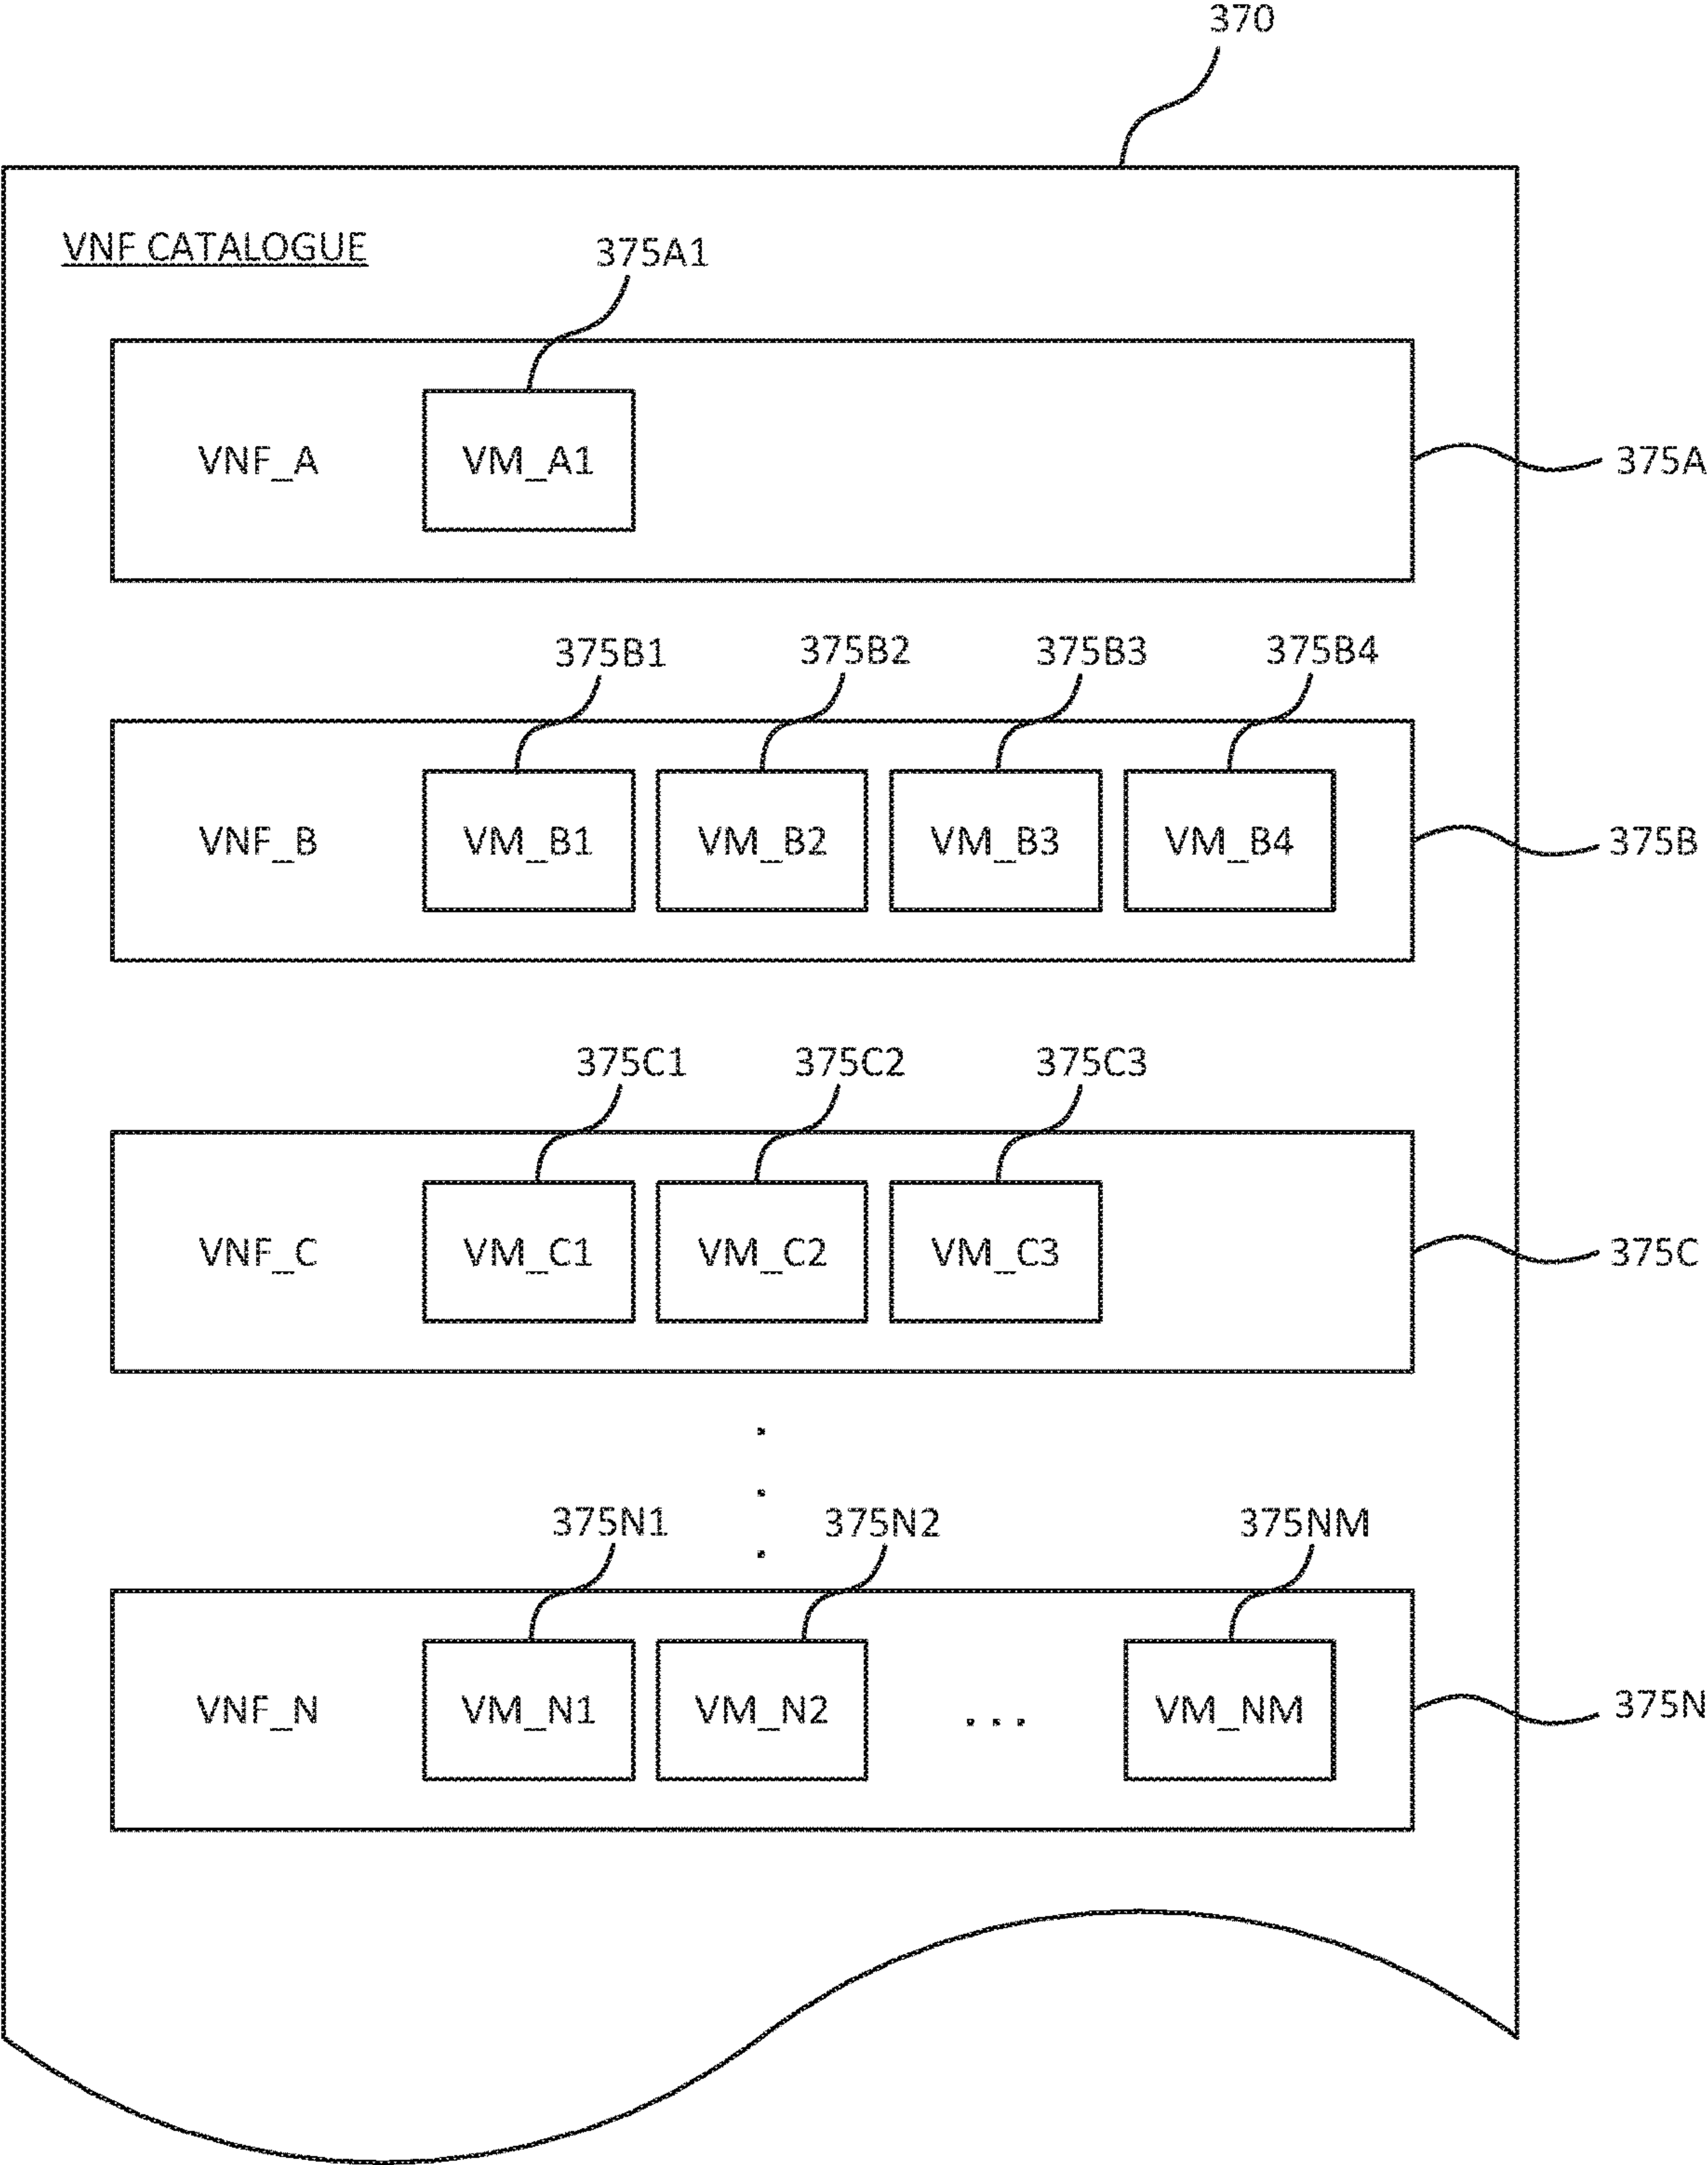 370
VNF CATALOGUE
375A1
VNF_A VM_A1
375A
375B1 375B2 375B3 375B4
VNF_B VM_B1 VM_B2 VM_B3 VM_B4
375B
375C1 375C2 375C3
VNF_C VM_C1 VM_C2 VM_C3
375C
375N1 375N2 375NM
VNF_N VM_N1 VM_N2 ... VM_NM
375N